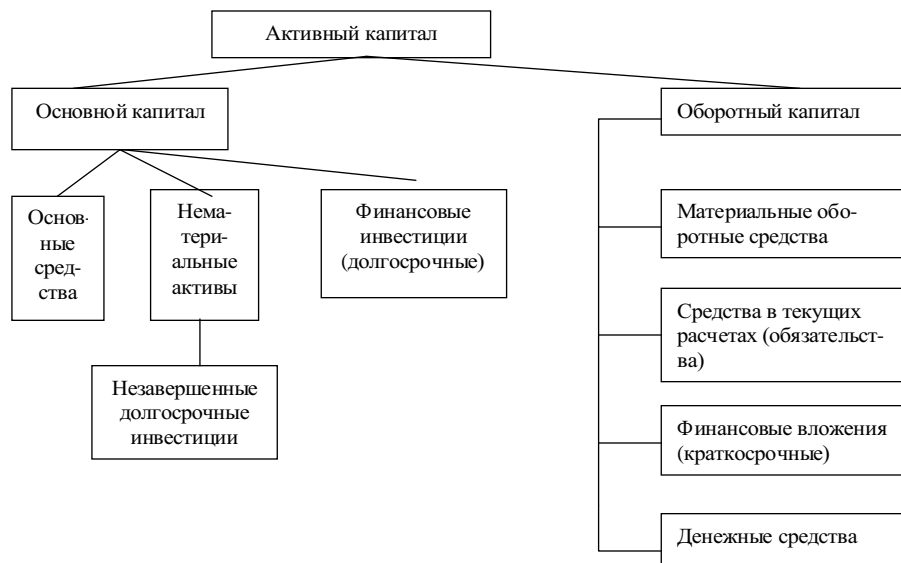 Активный капитал
Основной капитал
Оборотный капитал
Основ-
ные
сред-
ства
Нема-
тери-
альные
активы
Финансовые
инвестиции
(долгосрочные)
Незавершенные
долгосрочные
инвестиции
Материальные обо-
ротные средства
Средства в текущих
расчетах (обязательст-
ва)
Финансовые вложения
(краткосрочные)
Денежные средства